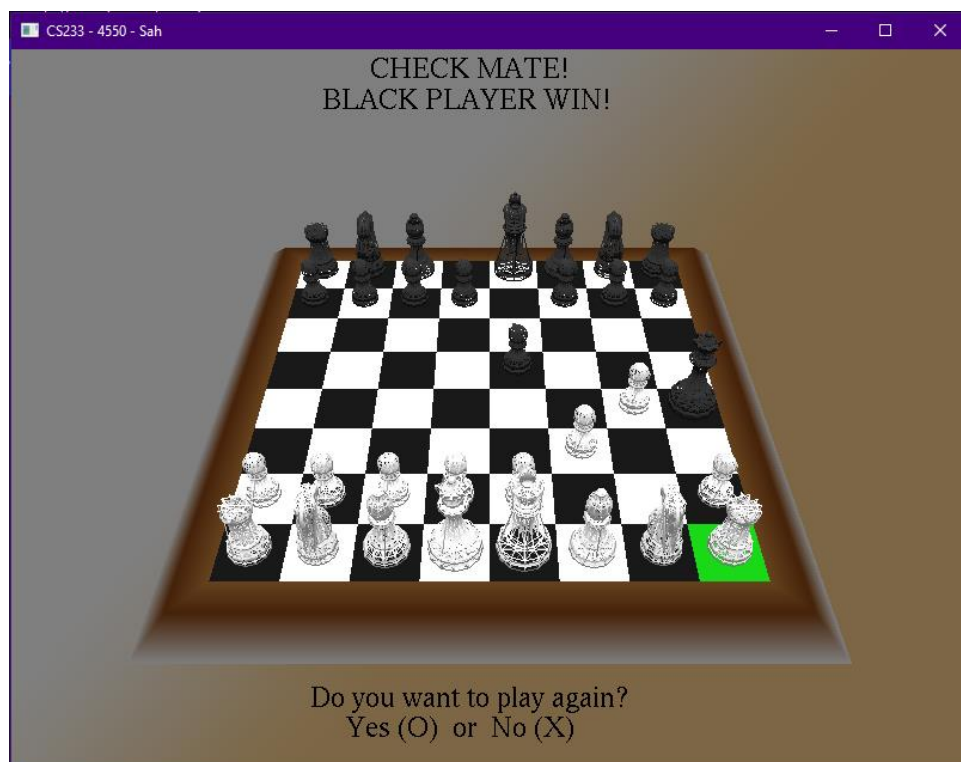 CS233 - 4550 - Sah
CHECK MATE!
BLACK PLAYER WIN!
Do you want to play again?
Yes (O) or No (X)